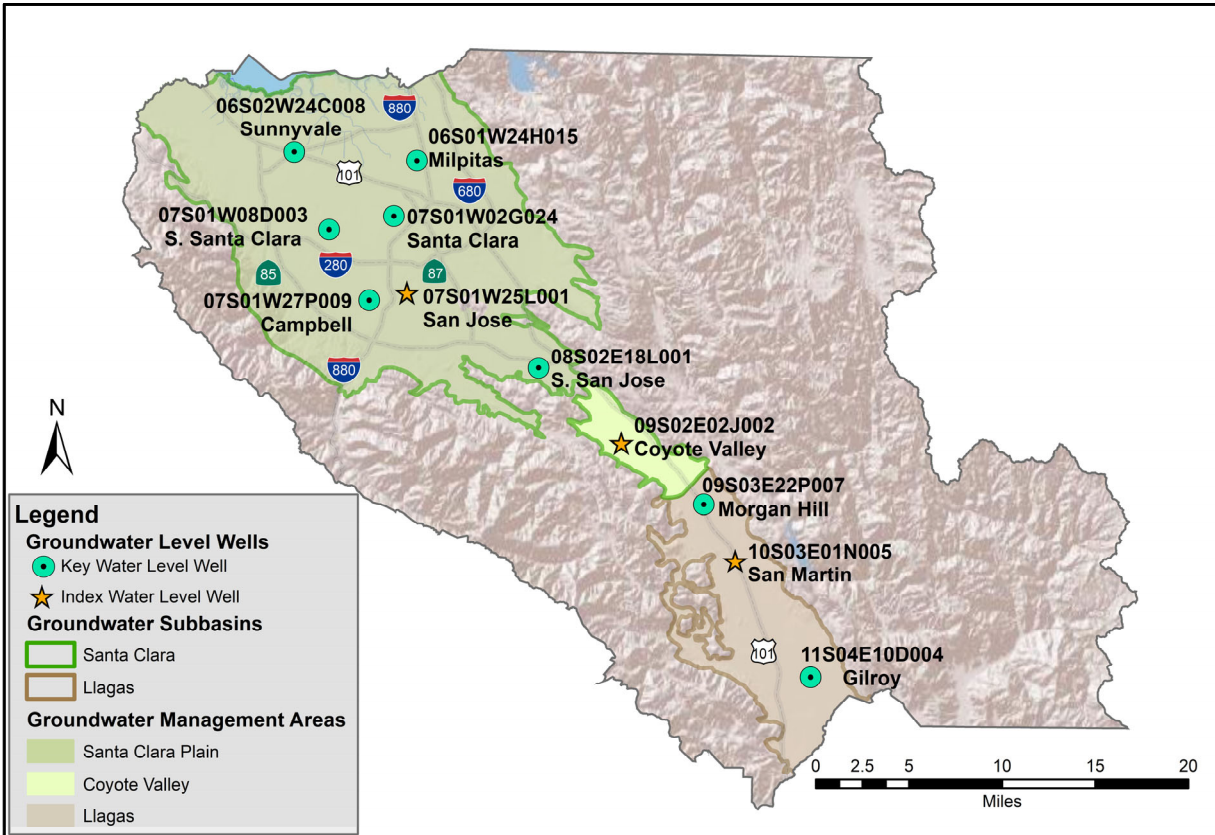 06S02W24C008
Sunnyvale
880
06S01W24H015
Milpitas
101
680
07S01W08D003
S. Santa Clara
07S01W02G024
Santa Clara
280
85
87
07S01W27P009
Campbell
07S01W25L001
San Jose
880
08S02E18L001
S. San Jose
N
09S02E02J002
Coyote Valley
09S03E22P007
Morgan Hill
10S03E01N005
San Martin
101
11S04E10D004
Gilroy
Legend
Groundwater Level Wells
Key Water Level Well
Index Water Level Well
Groundwater Subbasins
Santa Clara
Llagas
Groundwater Management Areas
Santa Clara Plain
Coyote Valley
Llagas
0 2.5 5 10 15 20
Miles